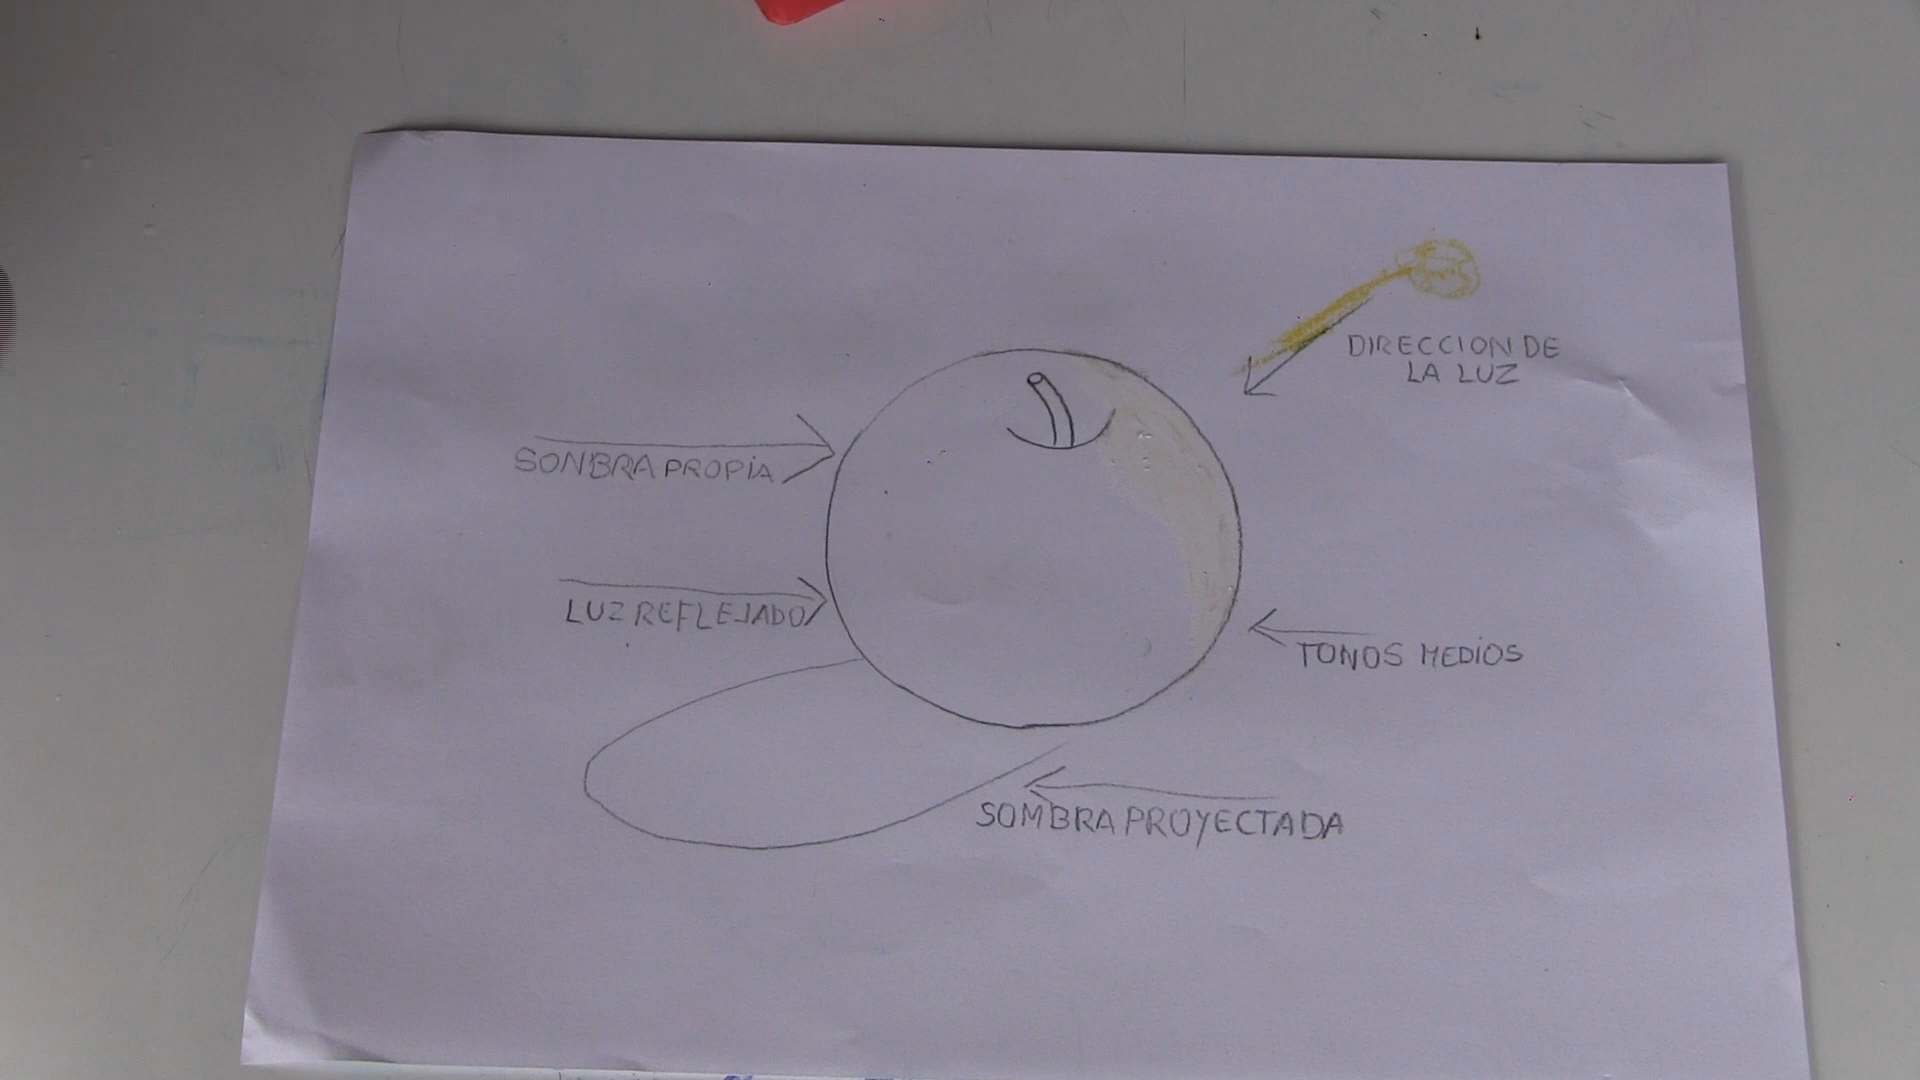 DIRECCION DE
LA LUZ
SONBRA PROPIA
LUZ REFLEJADO
TONOS MEDIOS
SOMBRA PROYECTADA